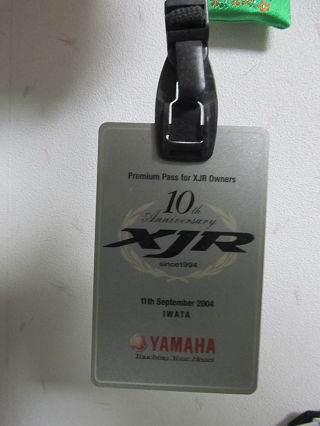 Premium Pass for XJR Owners
10th
Anniversary
XJR
since1994
11th September 2004
IWATA
YAMAHA
Touching Your Heart